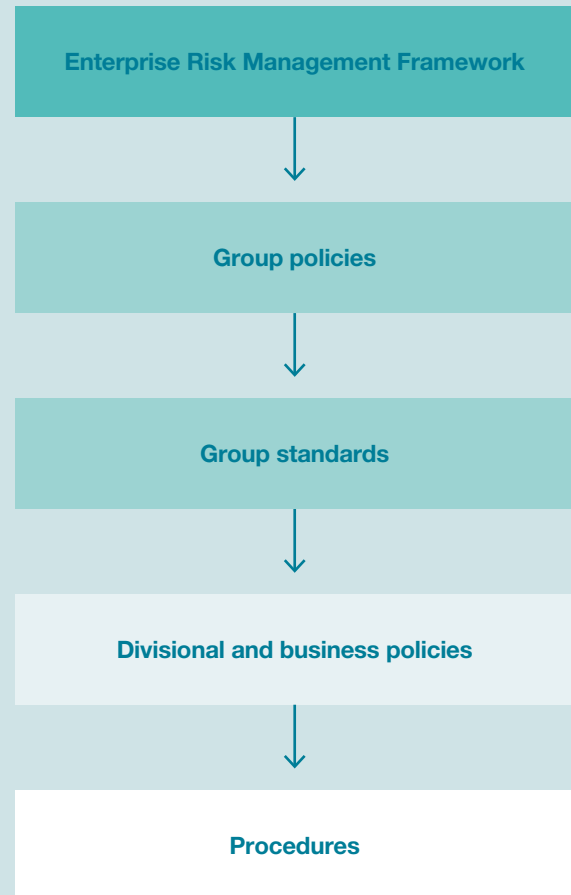 Enterprise Risk Management Framework
Group policies
Group standards
Divisional and business policies
Procedures